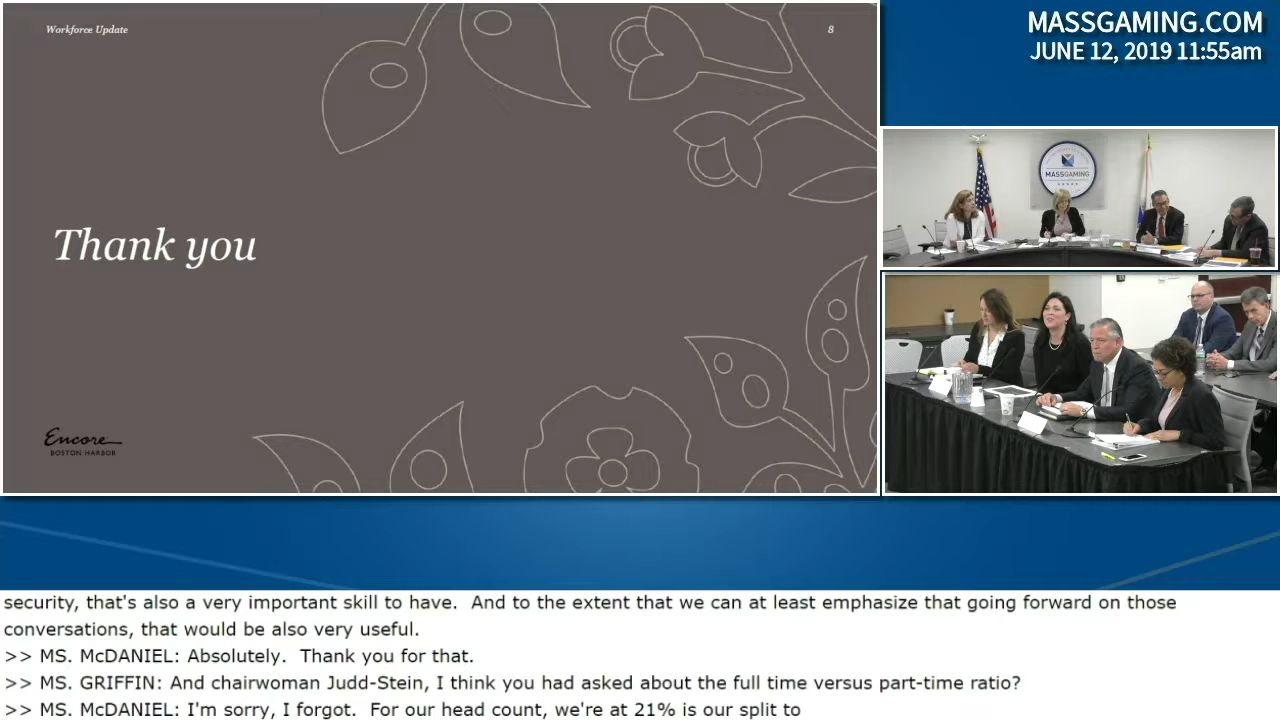 Workforce Update
8
Thank you
Encore
BOSTON HARBOR
MASSGAMING.COM
JUNE 12, 2019 11:55am
MASSGAMING
security, that's also a very important skill to have.  And to the extent that we can at least emphasize that going forward on those
conversations, that would be also very useful.
>> MS. McDANIEL: Absolutely.  Thank you for that.
>> MS. GRIFFIN: And chairwoman Judd-Stein, I think you had asked about the full time versus part-time ratio?
>> MS. McDANIEL: I'm sorry, I forgot.  For our head count, we're at 21% is our split to